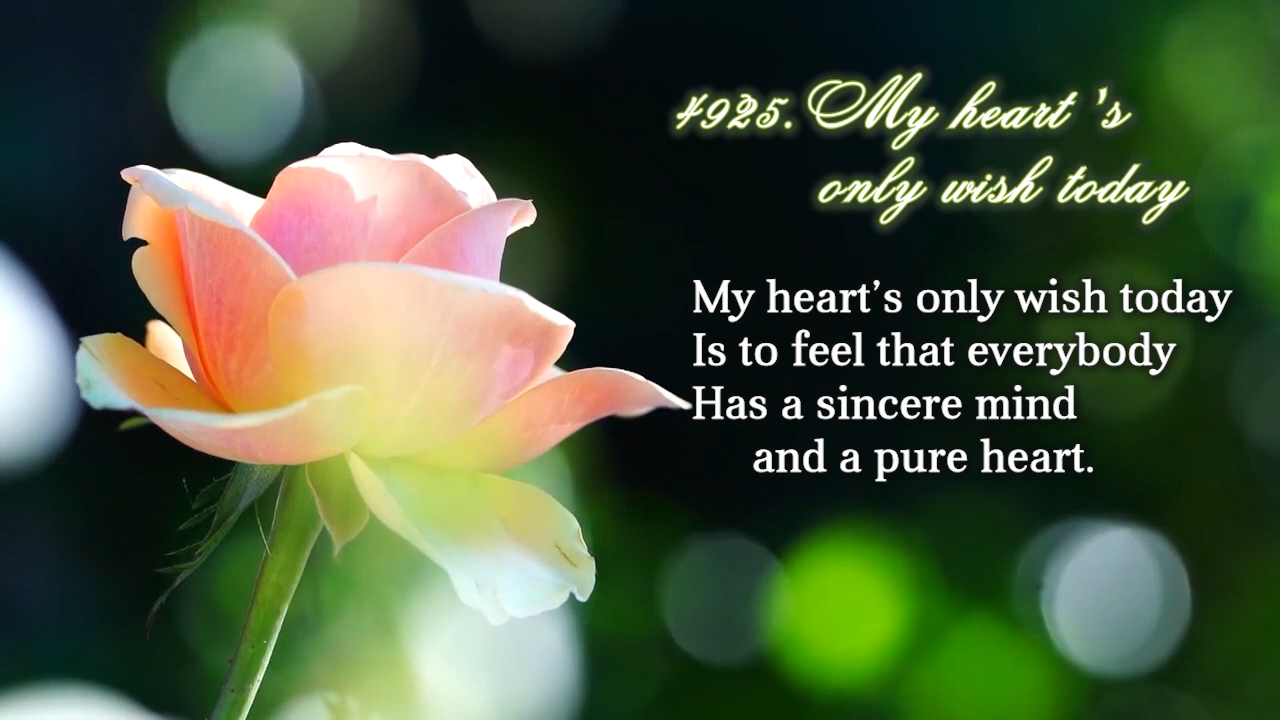 4925. My heart 's
only wish today
My heart’s only wish today
Is to feel that everybody
Has a sincere mind
and a pure heart.